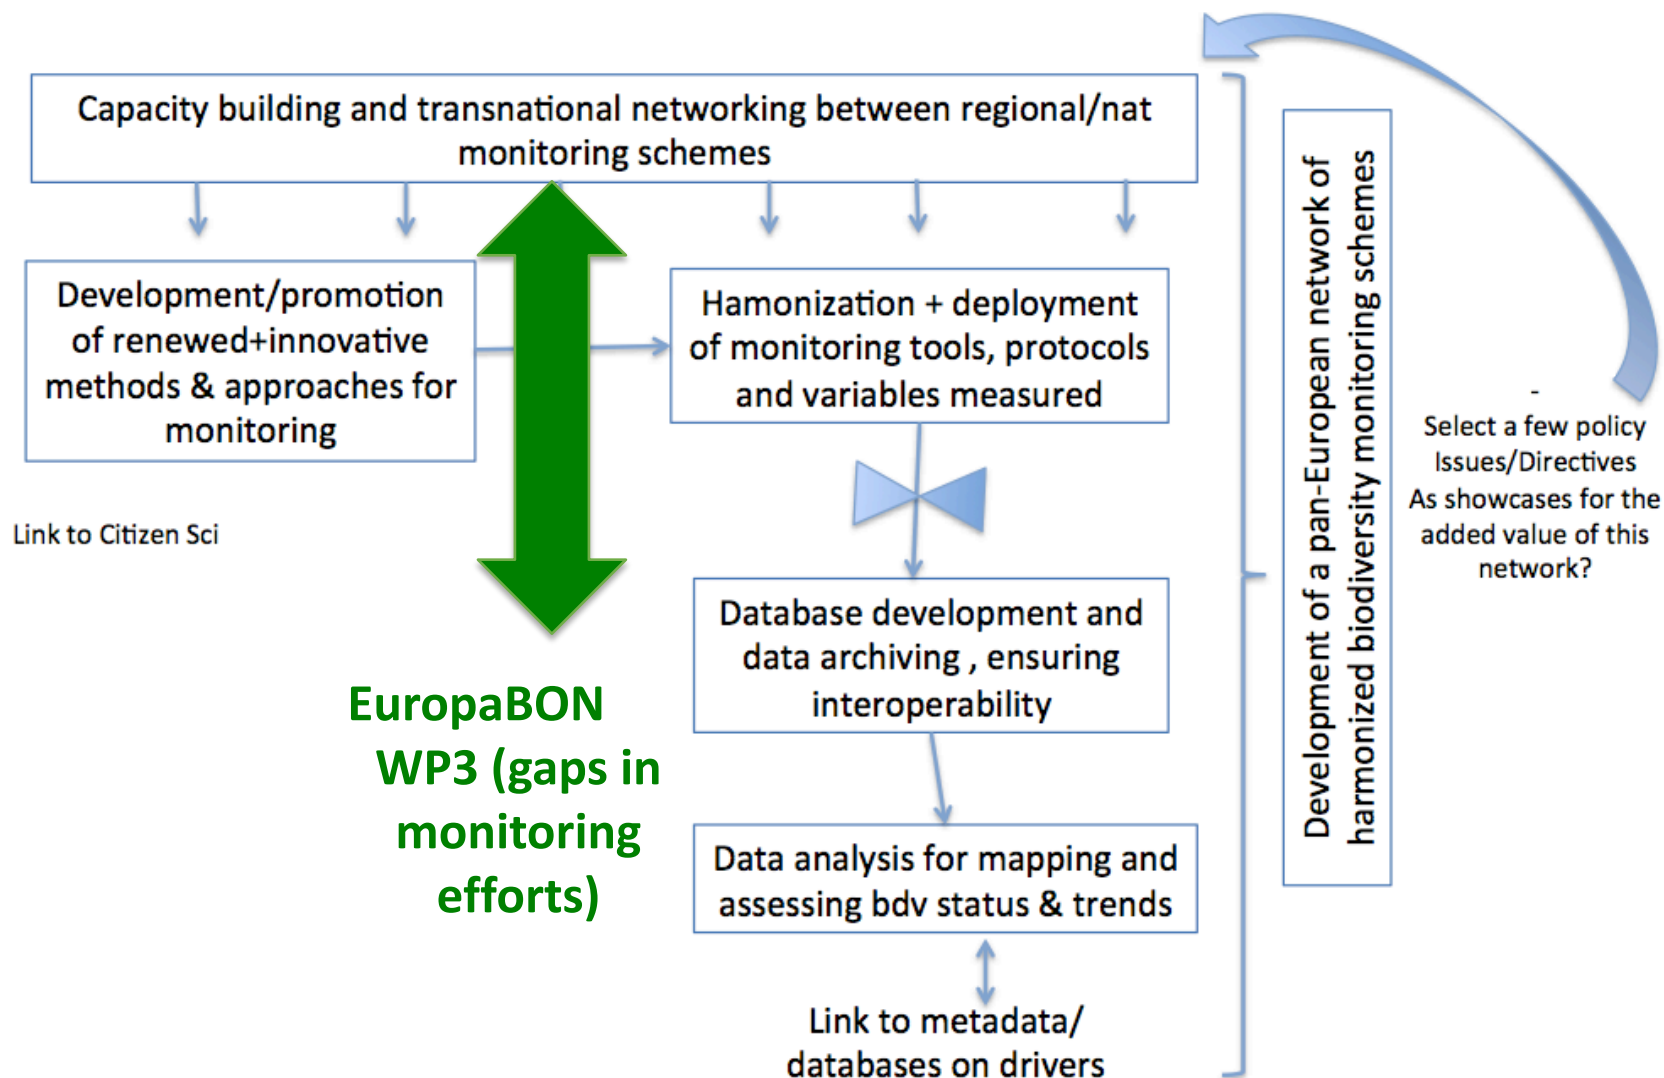 Capacity building and transnational networking between regional/nat
monitoring schemes
Development/promotion
of renewed+innovative
methods & approaches for
monitoring
Hamonization + deployment
of monitoring tools, protocols
and variables measured
Link to Citizen Sci
Database development and
data archiving , ensuring
interoperability
EuropaBON
WP3 (gaps in
monitoring
efforts)
Data analysis for mapping and
assessing bdv status & trends
Link to metadata/
databases on drivers
Development of a pan-European network of
harmonized biodiversity monitoring schemes
-
Select a few policy
Issues/Directives
As showcases for the
added value of this
network?